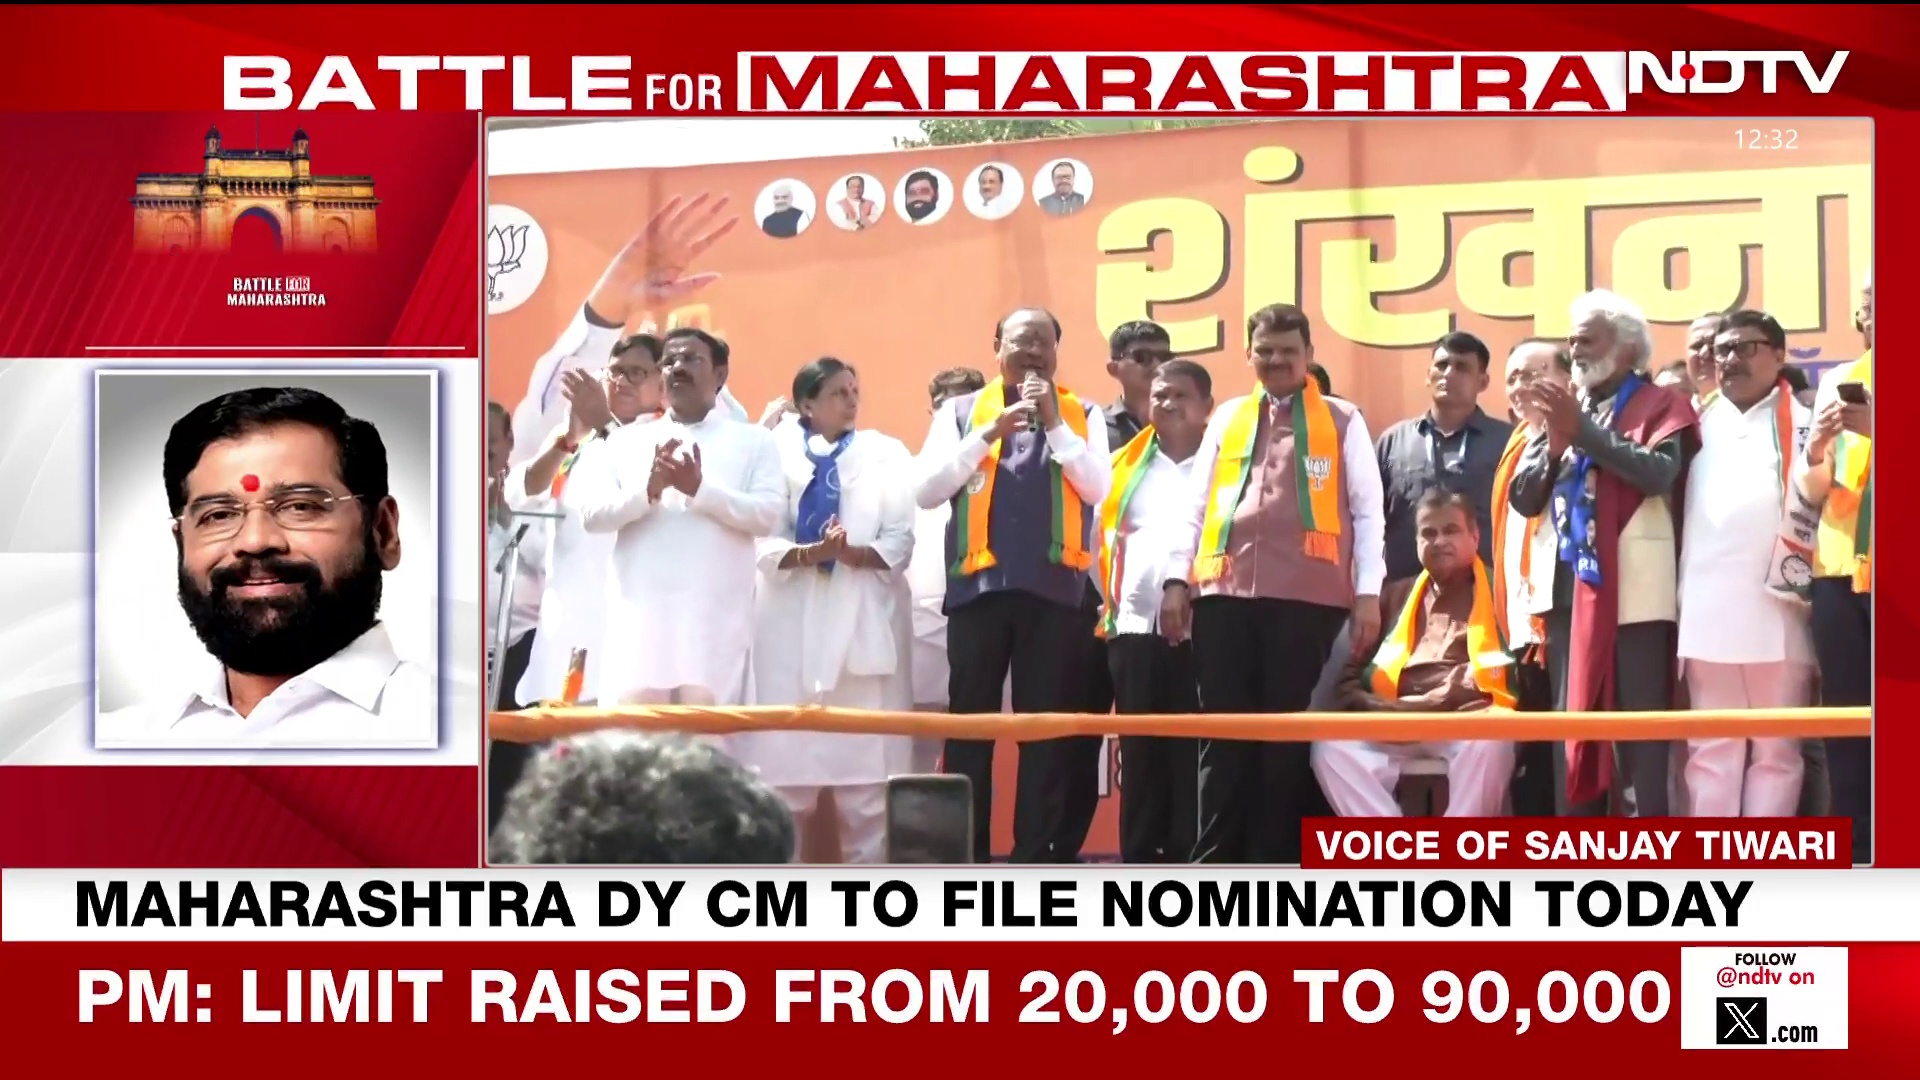 BATTLE FOR MAHARASHTRA
NDTV
12:32
शंखना
BATTLE FOR
MAHARASHTRA
VOICE OF SANJAY TIWARI
MAHARASHTRA DY CM TO FILE NOMINATION TODAY
PM: LIMIT RAISED FROM 20,000 TO 90,000
FOLLOW
@ndtv on
X.com